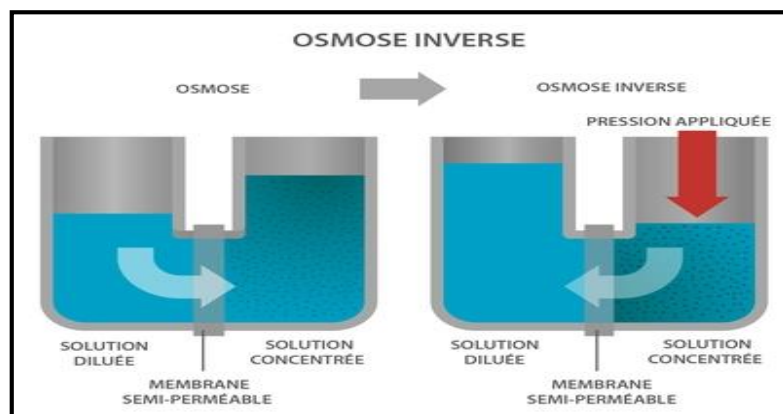 OSMOSE INVERSE
OSMOSE
OSMOSE INVERSE
PRESSION APPLIQUÉE
SOLUTION
DILUÉE
SOLUTION
CONCENTRÉE
MEMBRANE
SEMI-PERMÉABLE
SOLUTION
DILUÉE
SOLUTION
CONCENTRÉE
MEMBRANE
SEMI-PERMÉABLE